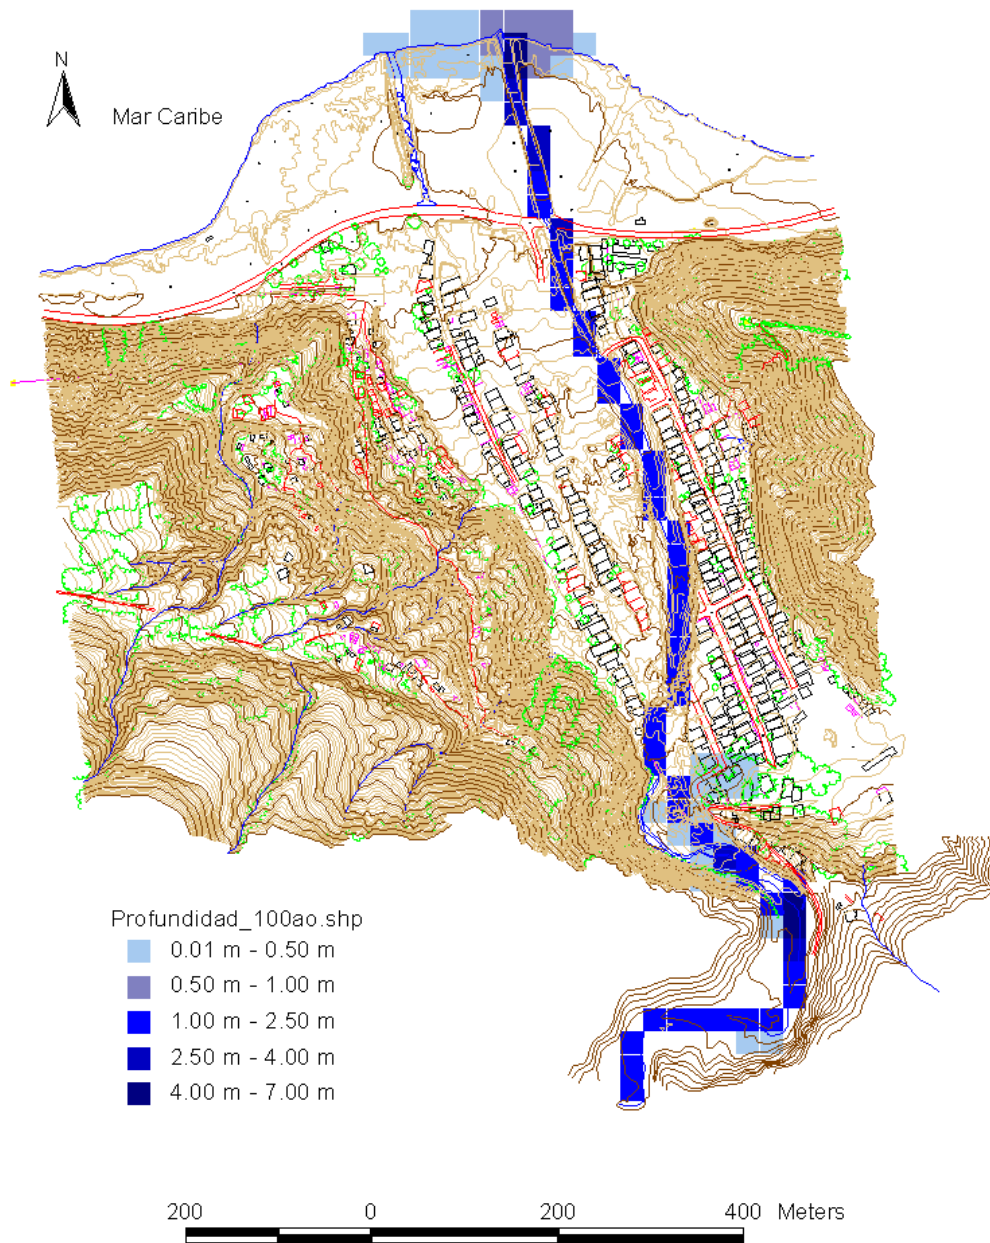 N
Mar Caribe
Profundidad_100ao.shp
0.01 m - 0.50 m
0.50 m - 1.00 m
1.00 m - 2.50 m
2.50 m - 4.00 m
4.00 m - 7.00 m
200 0 200 400 Meters